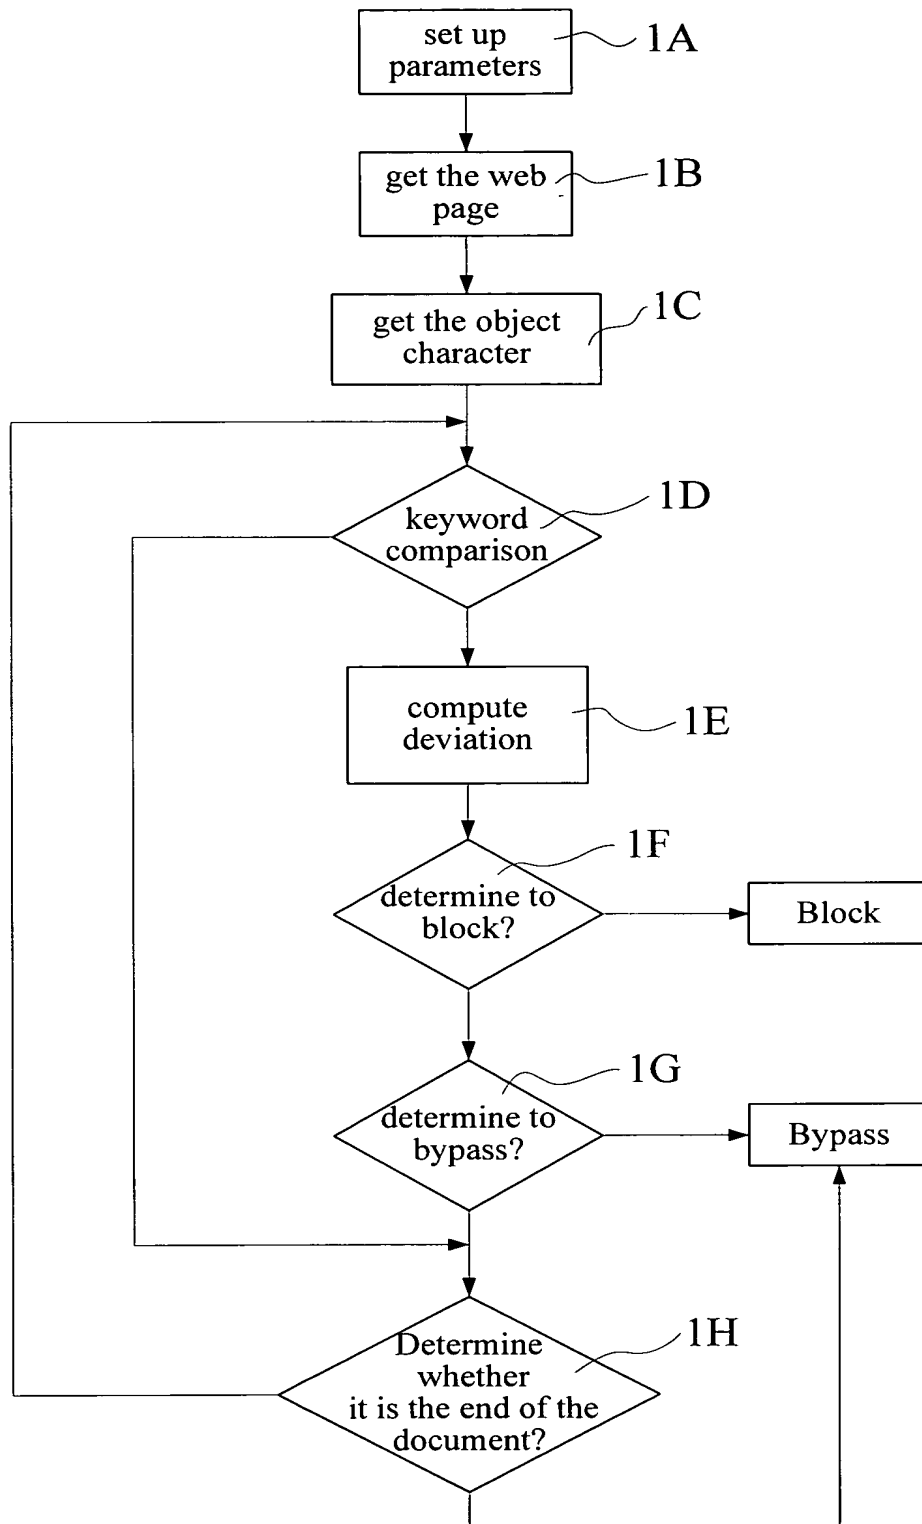 set up
parameters
1A
get the web
page
1B
get the object
character
1C
keyword
comparison
1D
compute
deviation
1E
determine to
block?
1F
Block
determine to
bypass?
1G
Bypass
Determine
whether
it is the end of the
document?
1H